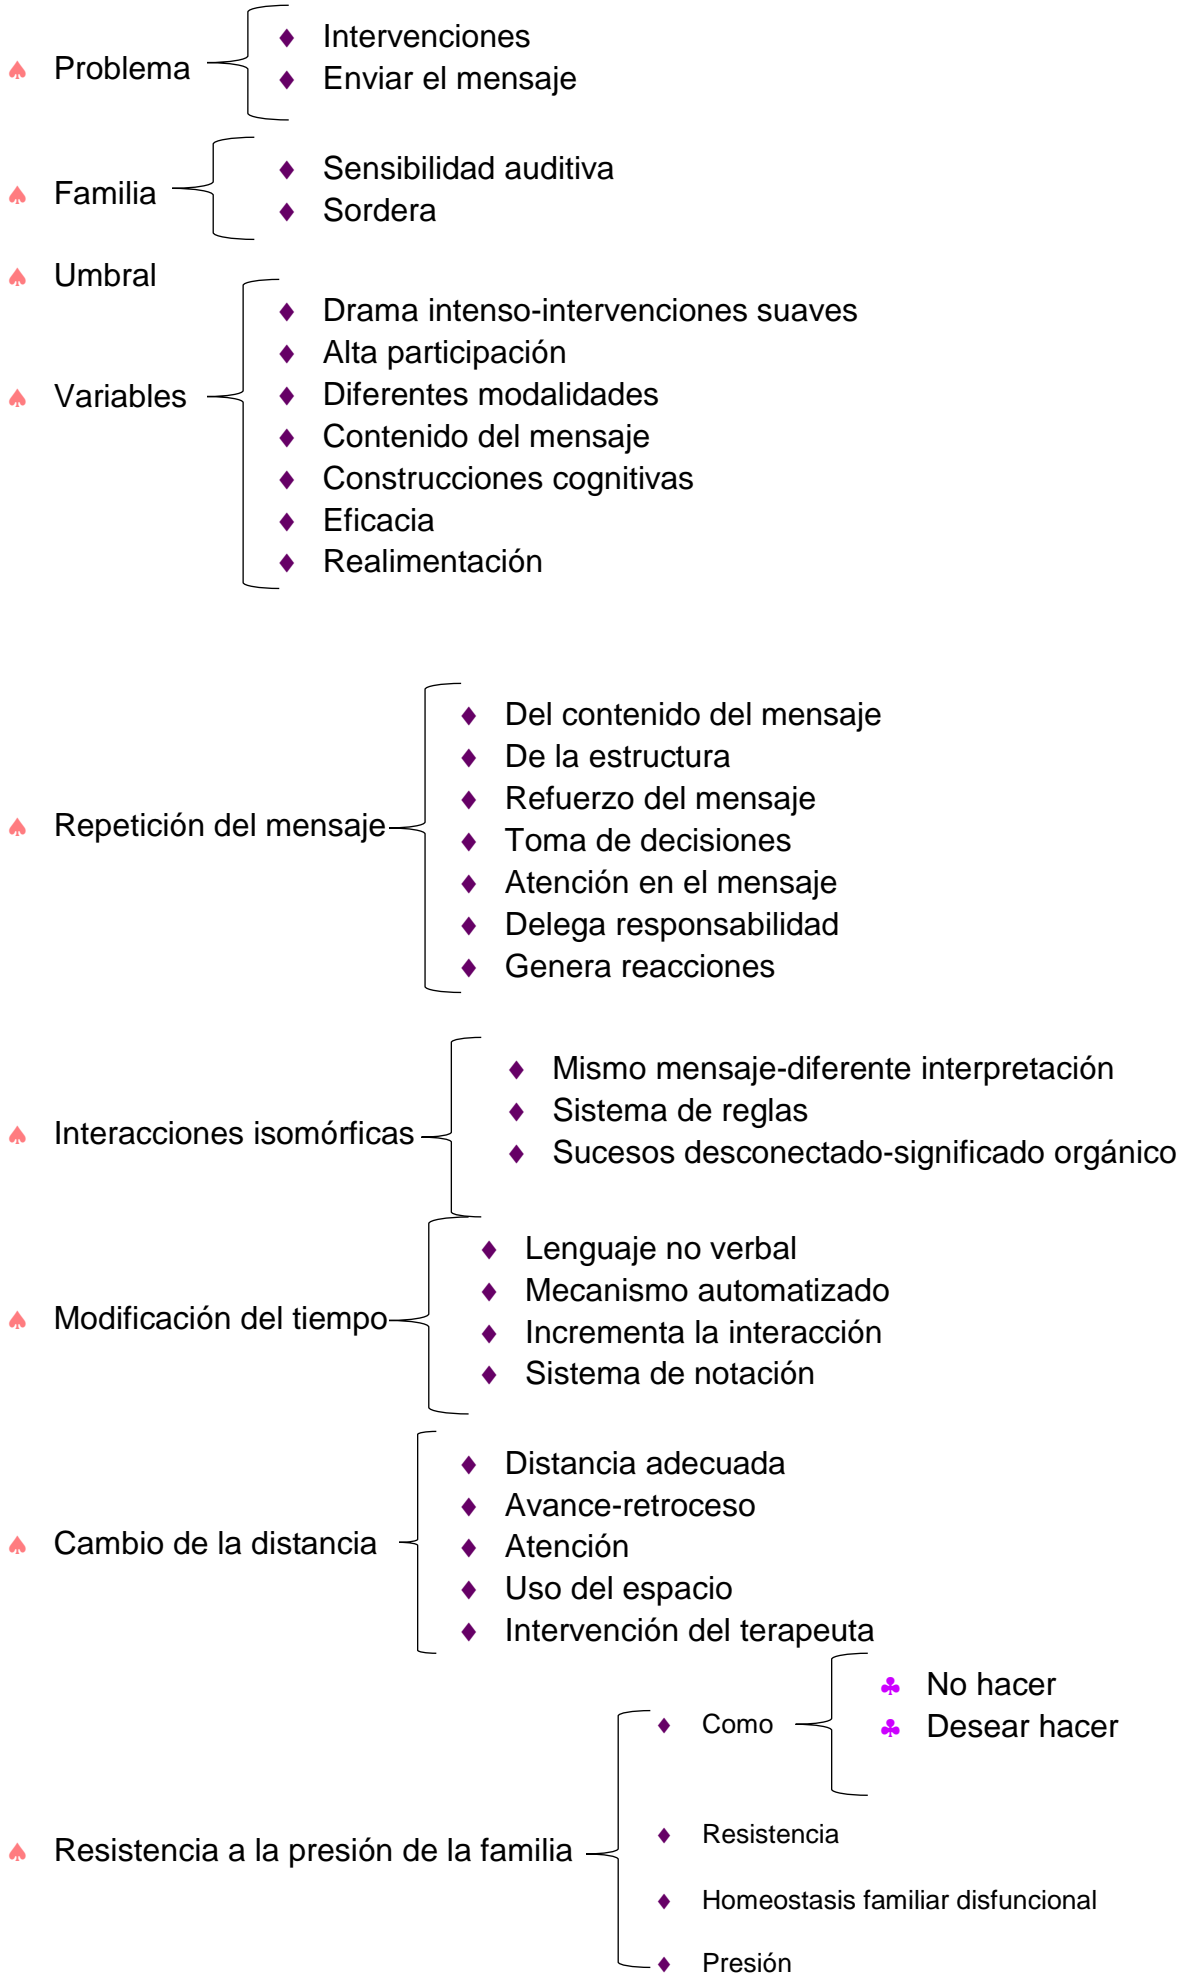 Problema
Intervenciones
Enviar el mensaje
Familia
Sensibilidad auditiva
Sordera
Umbral
Variables
Drama intenso-intervenciones suaves
Alta participación
Diferentes modalidades
Contenido del mensaje
Construcciones cognitivas
Eficacia
Realimentación
Repetición del mensaje
Del contenido del mensaje
De la estructura
Refuerzo del mensaje
Toma de decisiones
Atención en el mensaje
Delega responsabilidad
Genera reacciones
Interacciones isomórficas
Mismo mensaje-diferente interpretación
Sistema de reglas
Sucesos desconectado-significado orgánico
Modificación del tiempo
Lenguaje no verbal
Mecanismo automatizado
Incrementa la interacción
Sistema de notación
Cambio de la distancia
Distancia adecuada
Avance-retroceso
Atención
Uso del espacio
Intervención del terapeuta
Resistencia a la presión de la familia
Como
No hacer
Desear hacer
Resistencia
Homeostasis familiar disfuncional
Presión